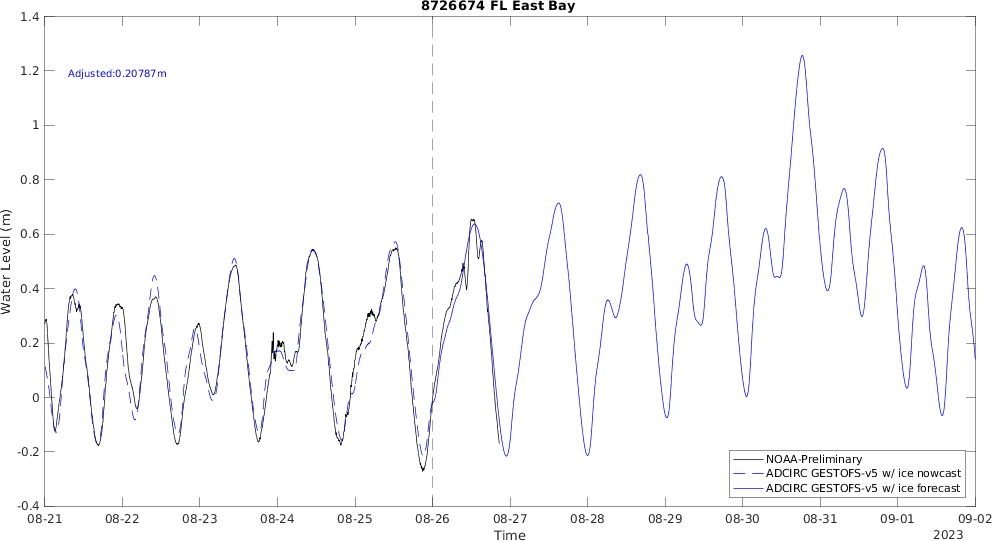 8726674 FL East Bay
1.4
1.2
1
0.8
0.6
0.4
0.2
0
-0.2
-0.4
Water Level (m)
Adjusted:0.20787m
NOAA-Preliminary
ADCIRC GESTOFS-v5 w/ ice nowcast
ADCIRC GESTOFS-v5 w/ ice forecast
08-21 08-22 08-23 08-24 08-25 08-26 08-27 08-28 08-29 08-30 08-31 09-01 09-02
Time
2023